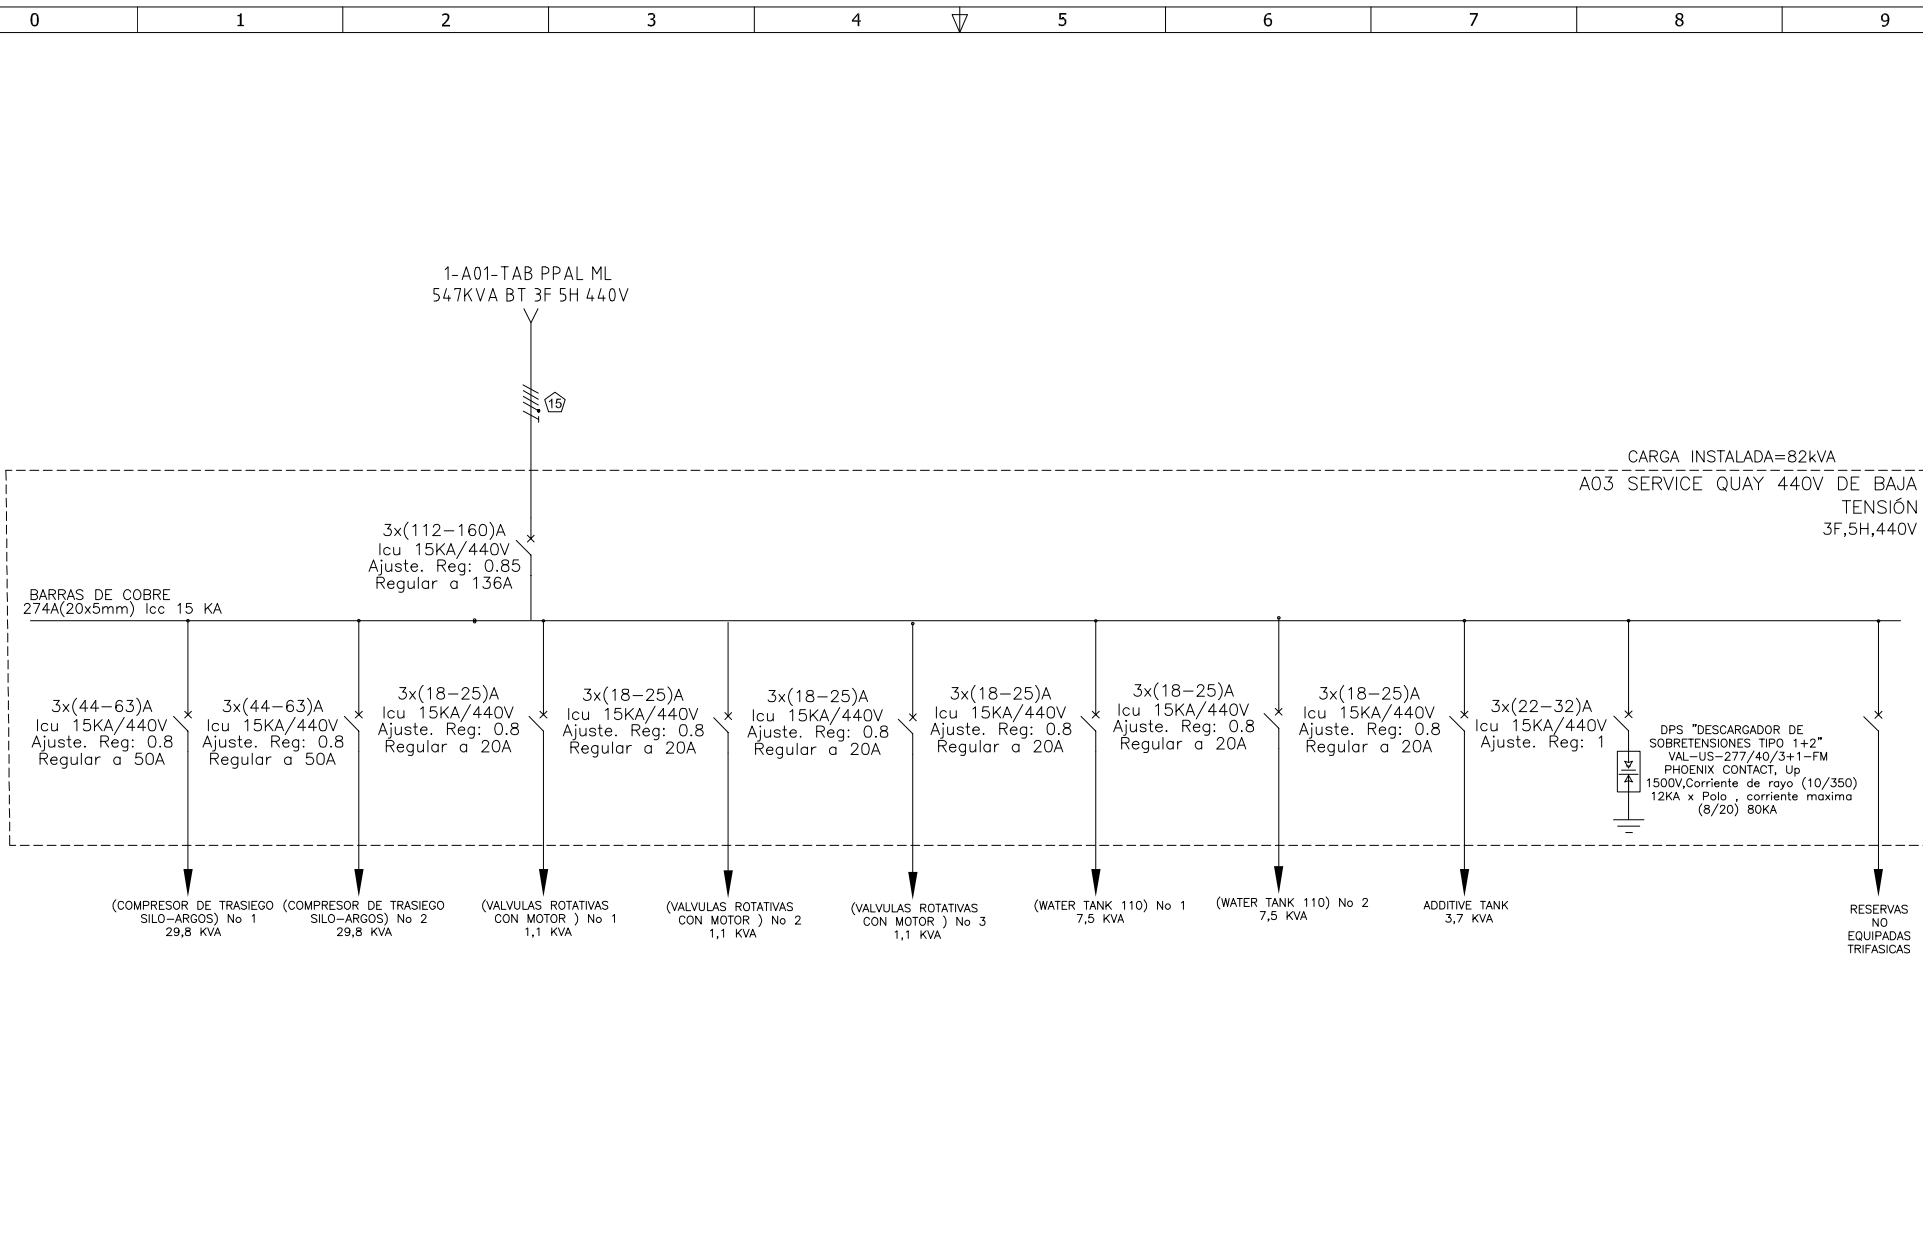 0 1 2 3 4 5 6 7 8 9
1-A01-TAB PPAL ML
547KVA BT 3F 5H 440V
15
CARGA INSTALADA=82kVA
A03 SERVICE QUAY 440V DE BAJA
TENSIÓN
3F,5H,440V
3x(112-160)A
Icu 15KA/440V
Ajuste. Reg: 0.85
Regular a 136A
BARRAS DE COBRE
274A(20x5mm) Icc 15 KA
3x(44-63)A
Icu 15KA/440V
Ajuste. Reg: 0.8
Regular a 50A
3x(44-63)A
Icu 15KA/440V
Ajuste. Reg: 0.8
Regular a 50A
3x(18-25)A
Icu 15KA/440V
Ajuste. Reg: 0.8
Regular a 20A
3x(18-25)A
Icu 15KA/440V
Ajuste. Reg: 0.8
Regular a 20A
3x(18-25)A
Icu 15KA/440V
Ajuste. Reg: 0.8
Regular a 20A
3x(18-25)A
Icu 15KA/440V
Ajuste. Reg: 0.8
Regular a 20A
3x(18-25)A
Icu 15KA/440V
Ajuste. Reg: 0.8
Regular a 20A
3x(18-25)A
Icu 15KA/440V
Ajuste. Reg: 0.8
Regular a 20A
3x(22-32)A
Icu 15KA/440V
Ajuste. Reg: 1
DPS "DESCARGADOR DE
SOBRETENSIONES TIPO 1+2"
VAL-US-277/40/3+1-FM
PHOENIX CONTACT, Up
1500V,Corriente de rayo (10/350)
12KA x Polo , corriente maxima
(8/20) 80KA
(COMPRESOR DE TRASIEGO
SILO-ARGOS) No 1
29,8 KVA
(COMPRESOR DE TRASIEGO
SILO-ARGOS) No 2
29,8 KVA
(VALVULAS ROTATIVAS
CON MOTOR ) No 1
1,1 KVA
(VALVULAS ROTATIVAS
CON MOTOR ) No 2
1,1 KVA
(VALVULAS ROTATIVAS
CON MOTOR ) No 3
1,1 KVA
(WATER TANK 110) No 1
7,5 KVA
(WATER TANK 110) No 2
7,5 KVA
ADDITIVE TANK
3,7 KVA
RESERVAS
NO
EQUIPADAS
TRIFASICAS